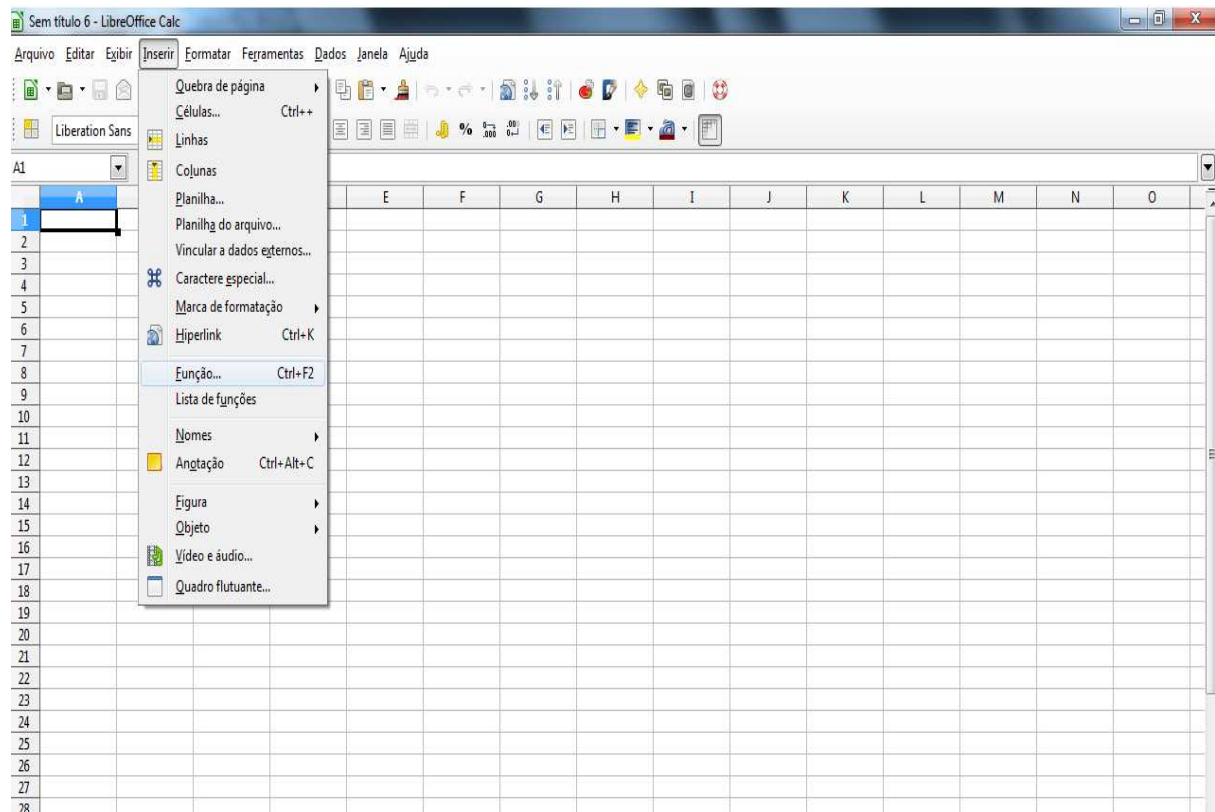 Sem título 6 - LibreOffice Calc
Arquivo Editar Exibir Inserir Formatar Ferramentas Dados Janela Ajuda
Quebra de página
Células... Ctrl++
Liberation Sans
Linhas
A1
Colunas
Planilha...
Planilha do arquivo...
Vincular a dados externos...
Caractere especial...
Marca de formatação
Hiperlink Ctrl+K
Função... Ctrl+F2
Lista de funções
Nomes
Anotação Ctrl+Alt+C
Figura
Objeto
Vídeo e áudio...
Quadro flutuante...
A E F G H I J K L M N O
1
2
3
4
5
6
7
8
9
10
11
12
13
14
15
16
17
18
19
20
21
22
23
24
25
26
27
28